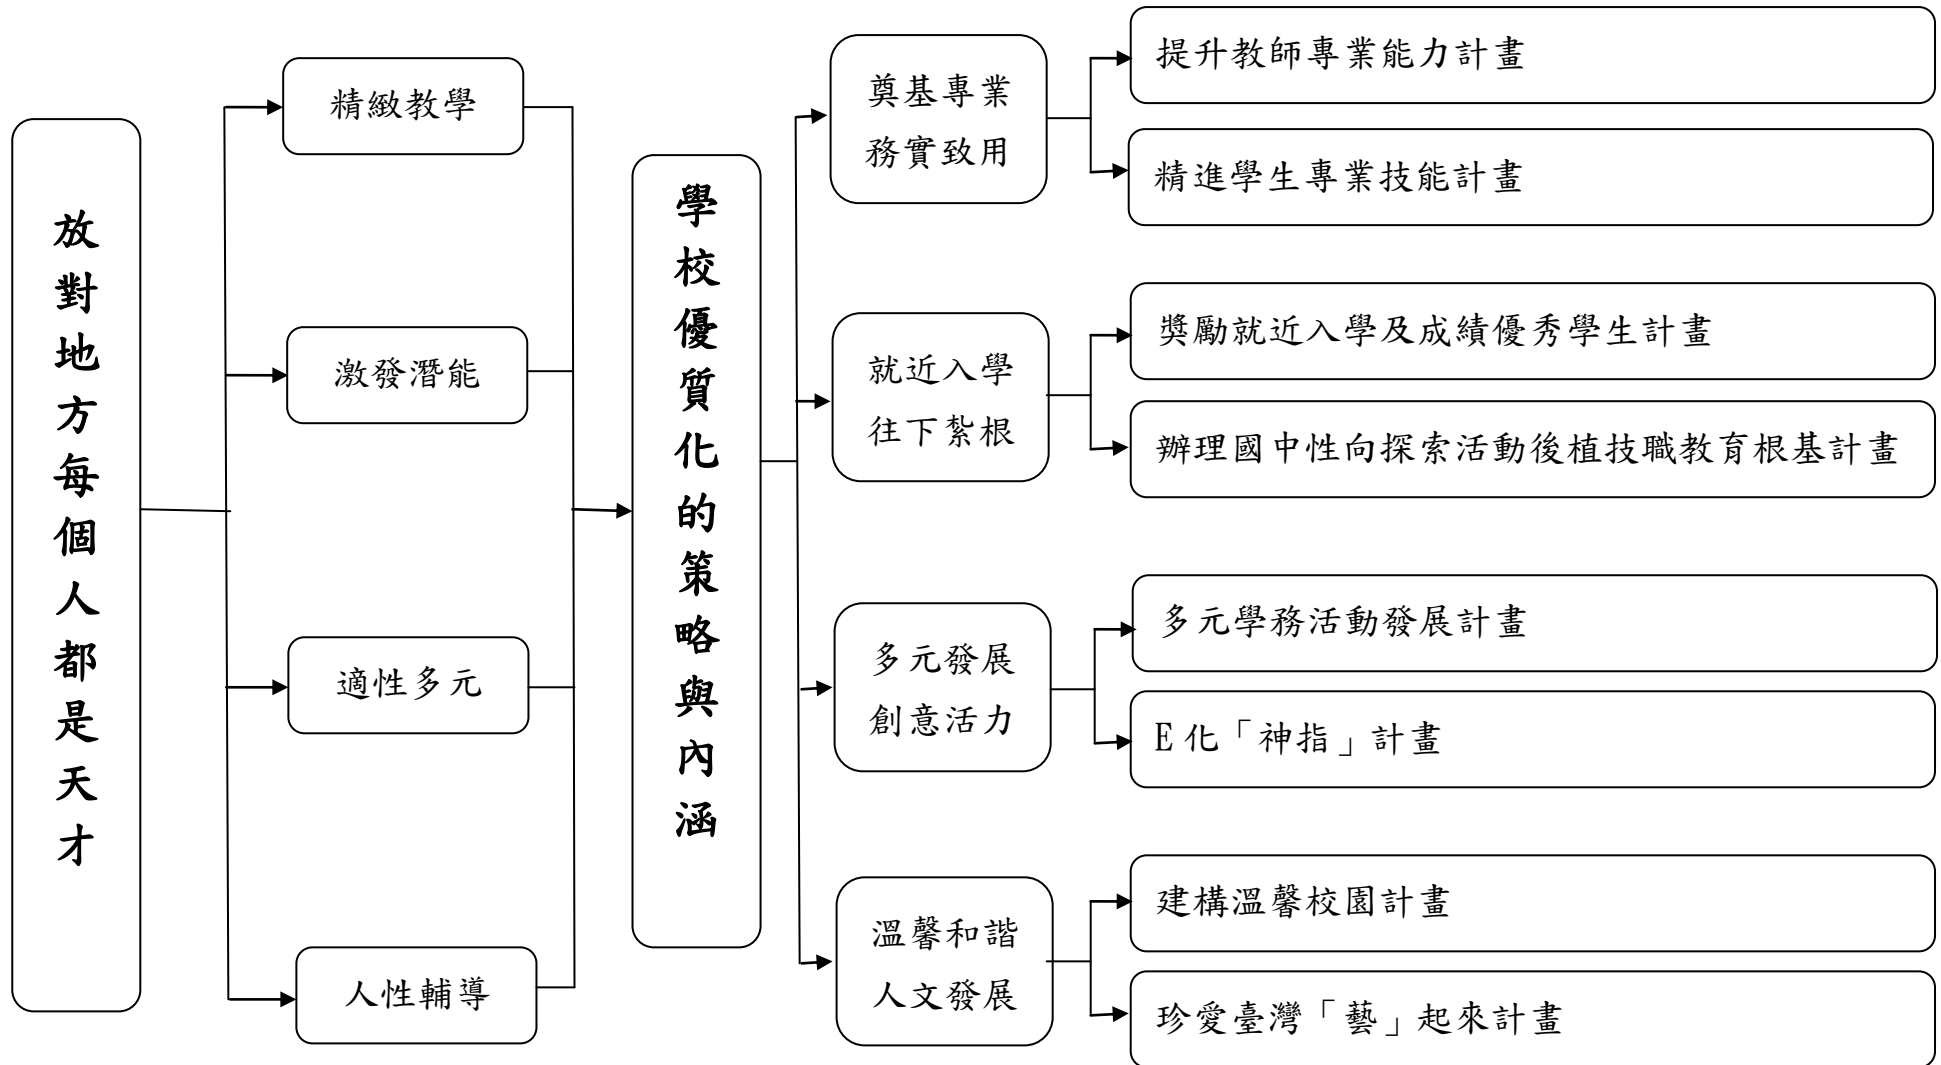 放對地方每個人都是天才
精緻教學
激發潛能
適性多元
人性輔導
學校優質化的策略與內涵
奠基專業
務實致用
提升教師專業能力計畫
精進學生專業技能計畫
就近入學
往下紮根
獎勵就近入學及成績優秀學生計畫
辦理國中性向探索活動後植技職教育根基計畫
多元發展
創意活力
多元學務活動發展計畫
E化「神指」計畫
溫馨和諧
人文發展
建構溫馨校園計畫
珍愛臺灣「藝」起來計畫